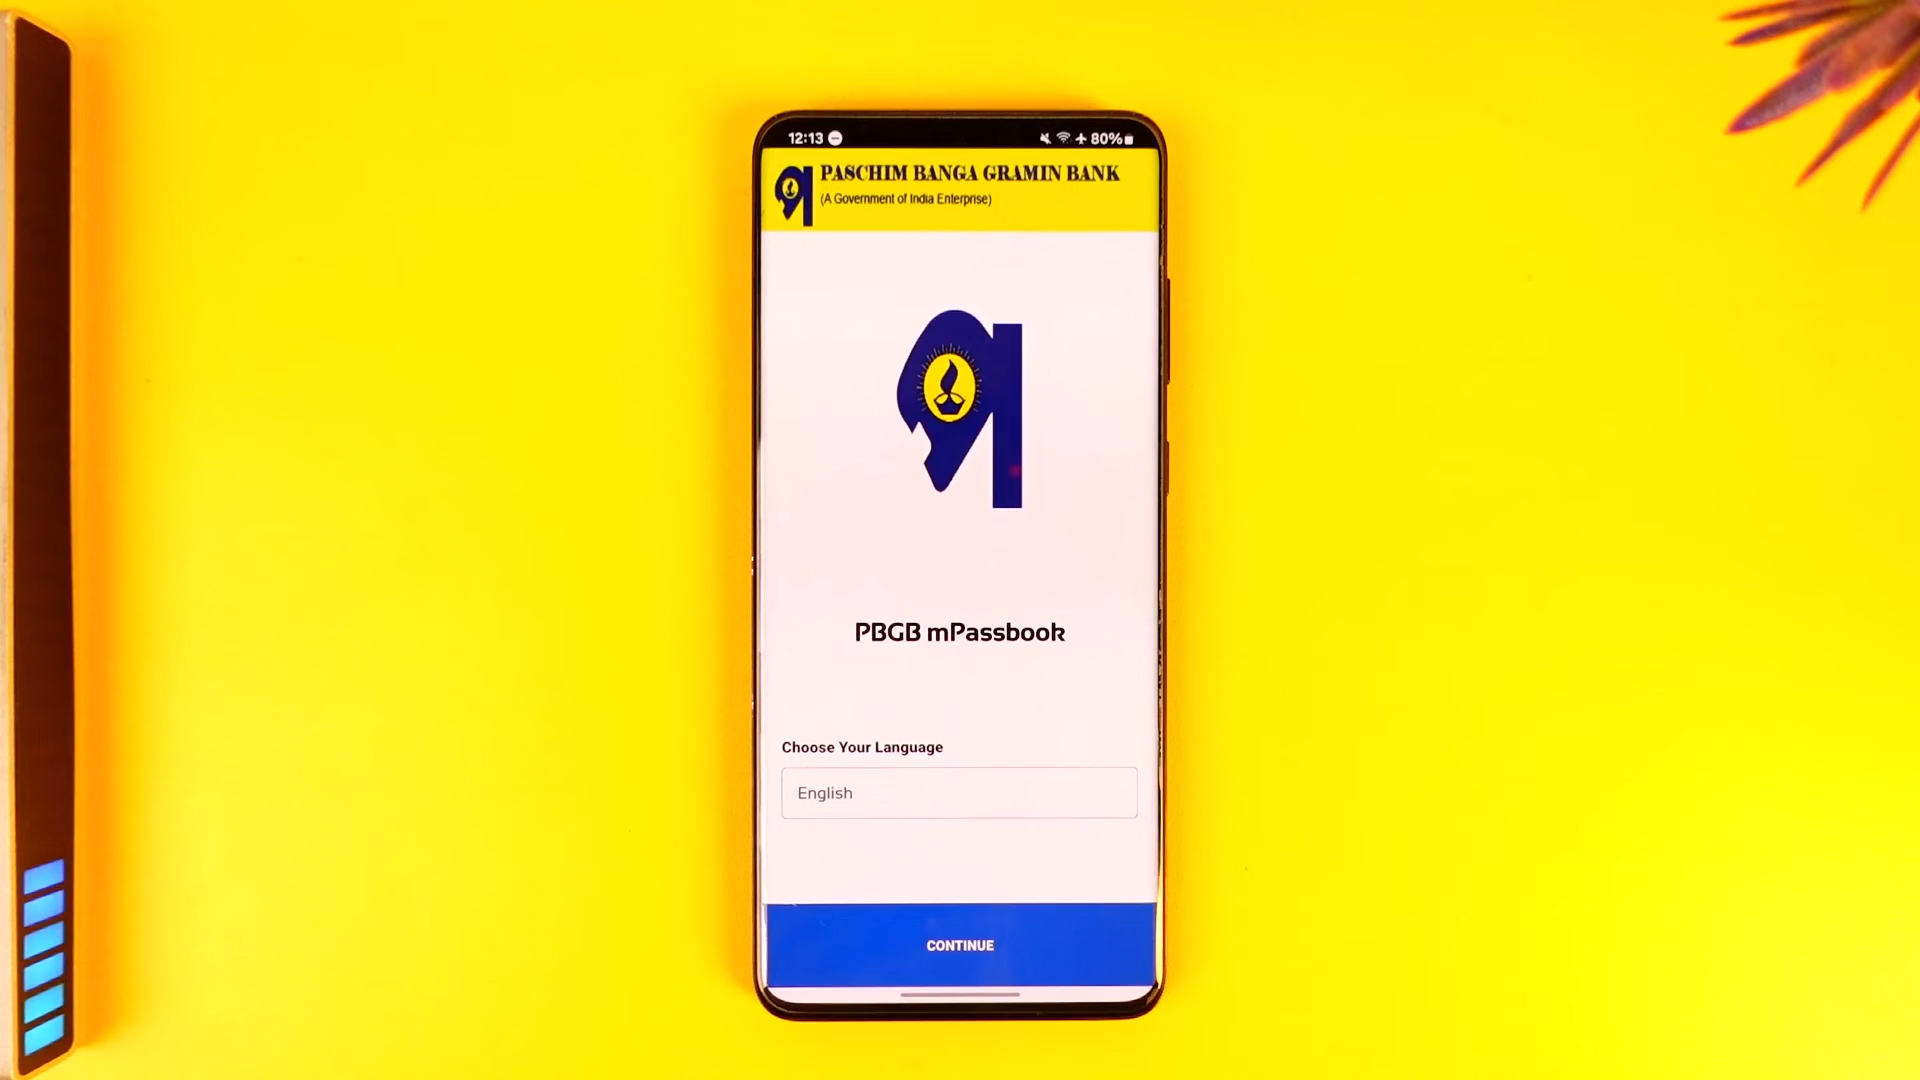 12:13
80%
PASCHIM BANGA GRAMIN BANK
(A Government of India Enterprise)
PBGB mPassbook
Choose Your Language
English
CONTINUE